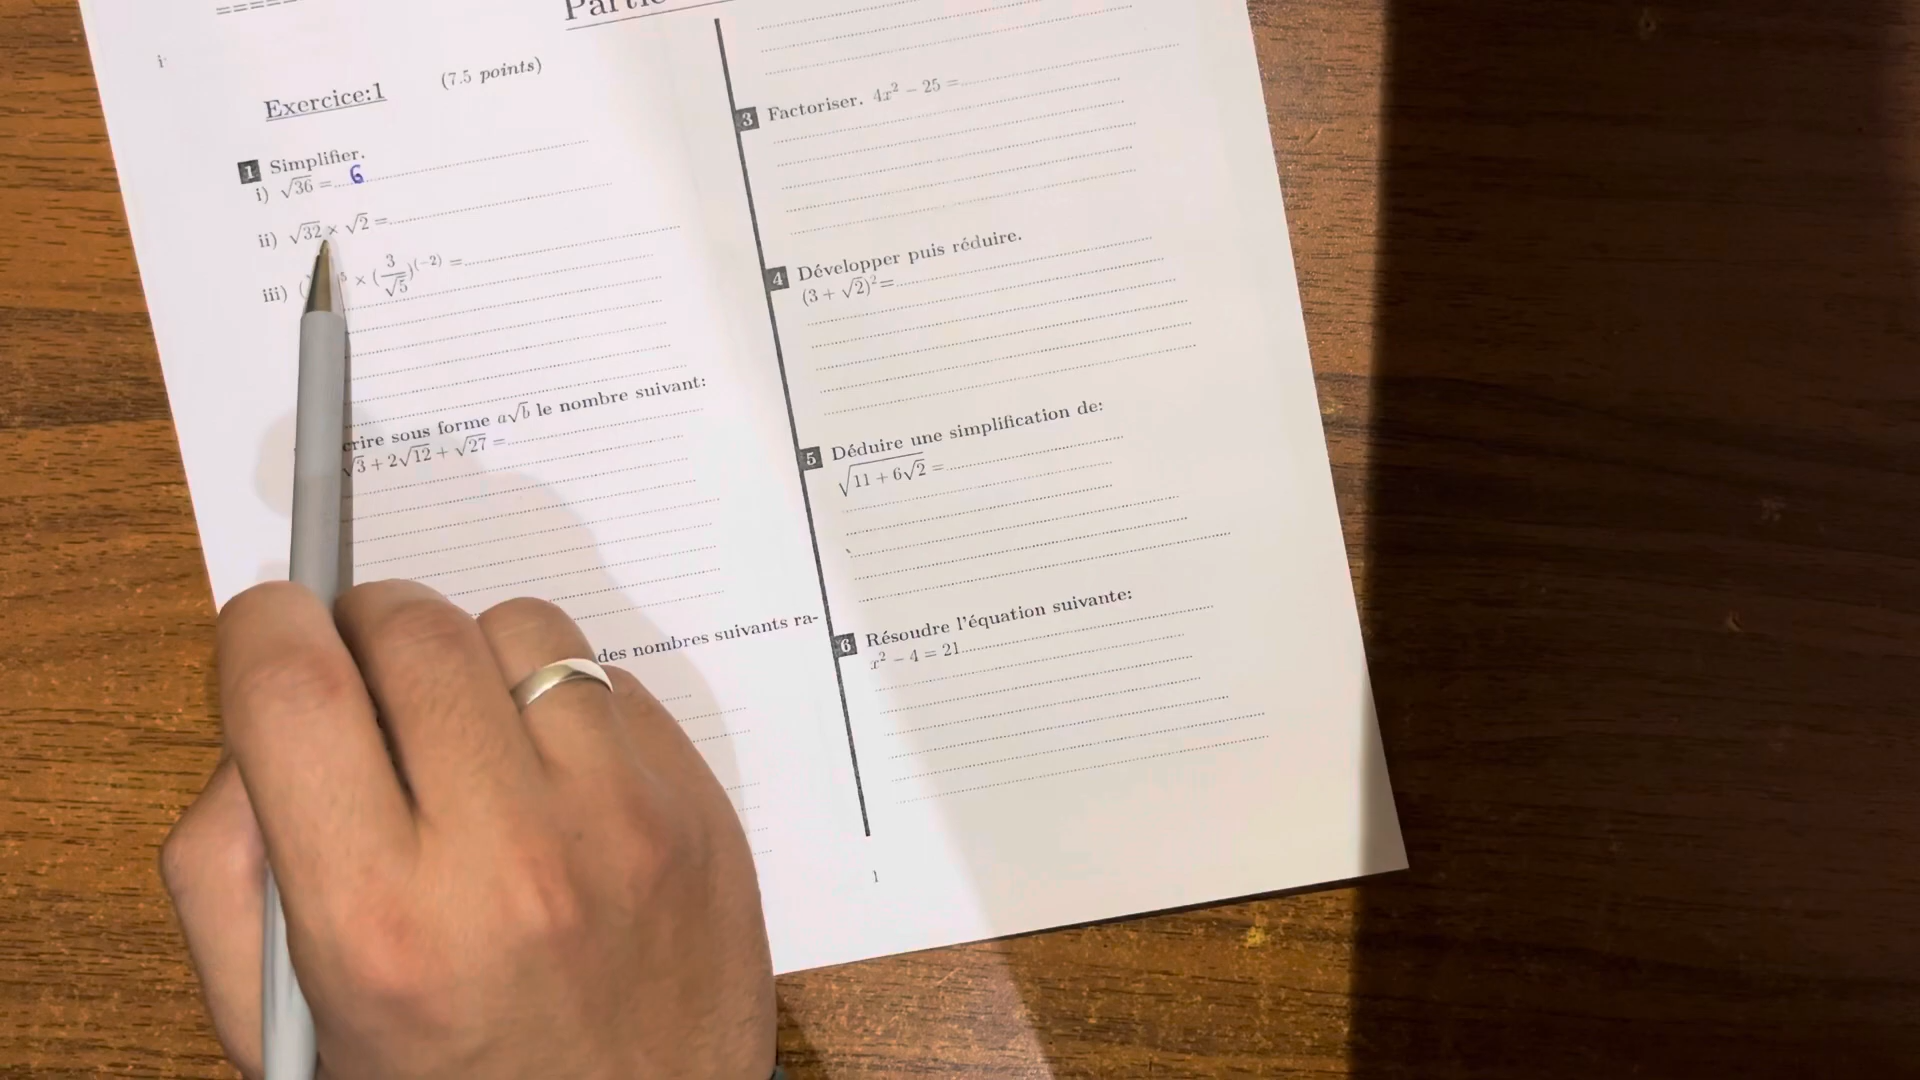 Exercice:1 (7.5 points)
1 Simplifier.
i) √36 = 6
ii) √32 × √2 =
iii) ( 5 × (3/√5)^(-2) =
crire sous forme a√b le nombre suivant:
√3 + 2√12 + √27 =
des nombres suivants ra-
3 Factoriser. 4x² − 25 =
4 Développer puis réduire.
(3 + √2)² =
5 Déduire une simplification de:
√(11 + 6√2) =
6 Résoudre l'équation suivante:
x² − 4 = 21
1